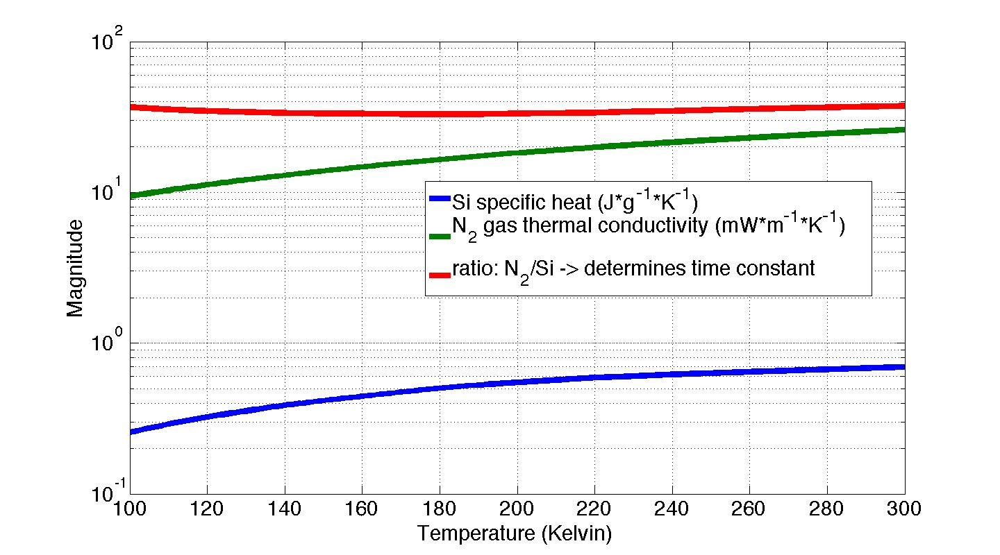 10^2
10^1
10^0
10^-1
Magnitude
Si specific heat (J*g^-1*K^-1)
N_2 gas thermal conductivity (mW*m^-1*K^-1)
ratio: N_2/Si -> determines time constant
100 120 140 160 180 200 220 240 260 280 300
Temperature (Kelvin)